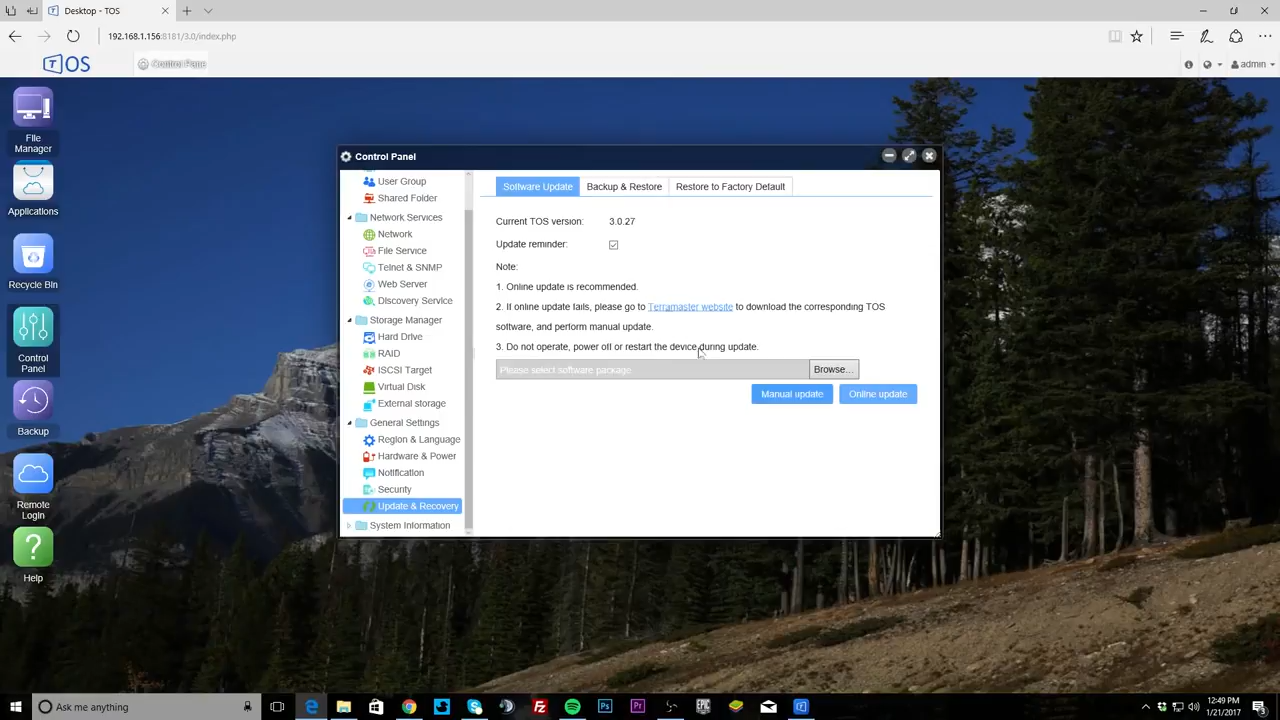 Desktop - TOS
192.168.1.156:8181/3.0/index.php
TOS
Control Pane
admin
File
Manager
Applications
Recycle Bin
Control
Panel
Backup
Remote
Login
Help
Control Panel
User Group
Shared Folder
Network Services
Network
File Service
Telnet & SNMP
Web Server
Discovery Service
Storage Manager
Hard Drive
RAID
ISCSI Target
Virtual Disk
External storage
General Settings
Region & Language
Hardware & Power
Notification
Security
Update & Recovery
System Information
Software Update
Backup & Restore
Restore to Factory Default
Current TOS version: 3.0.27
Update reminder:
Note:
1. Online update is recommended.
2. If online update fails, please go to Terramaster website to download the corresponding TOS
software, and perform manual update.
3. Do not operate, power off or restart the device during update.
Please select software package
Browse...
Manual update
Online update
Ask me anything
Ps
Pr
EPIC
12:49 PM
1/21/2017